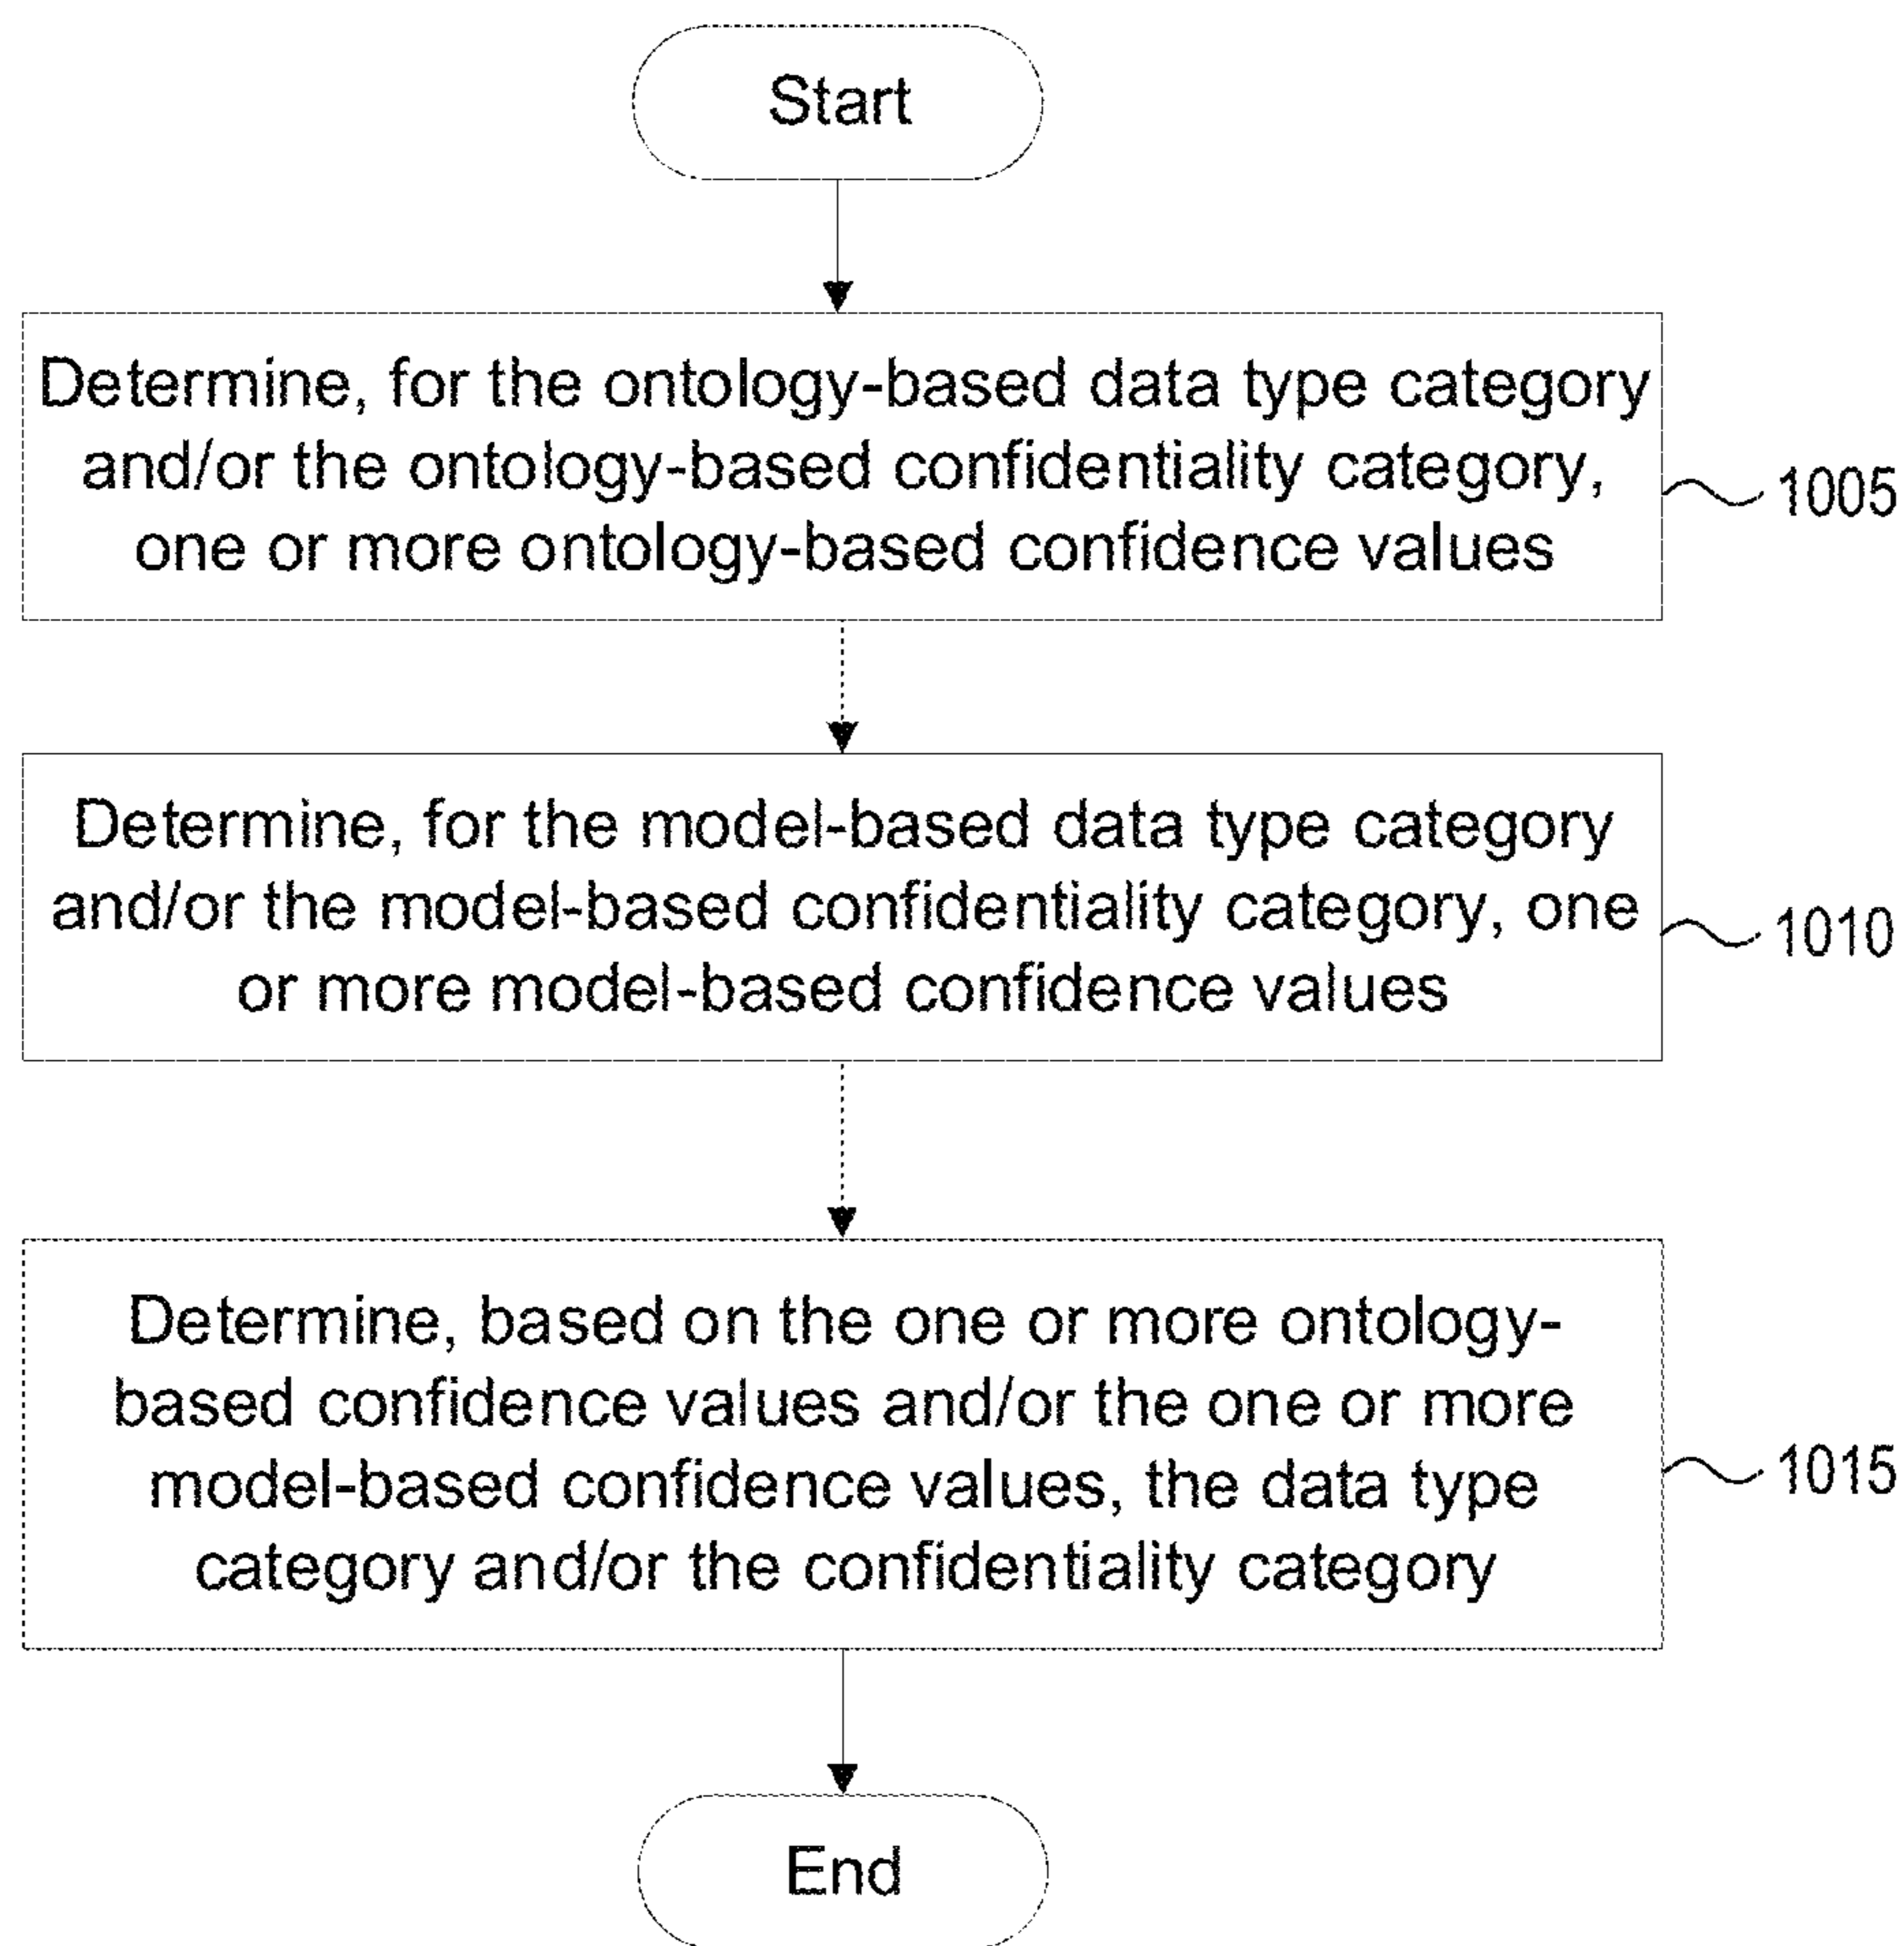 Start
Determine, for the ontology-based data type category
and/or the ontology-based confidentiality category,
one or more ontology-based confidence values
1005
Determine, for the model-based data type category
and/or the model-based confidentiality category, one
or more model-based confidence values
1010
Determine, based on the one or more ontology-
based confidence values and/or the one or more
model-based confidence values, the data type
category and/or the confidentiality category
1015
End